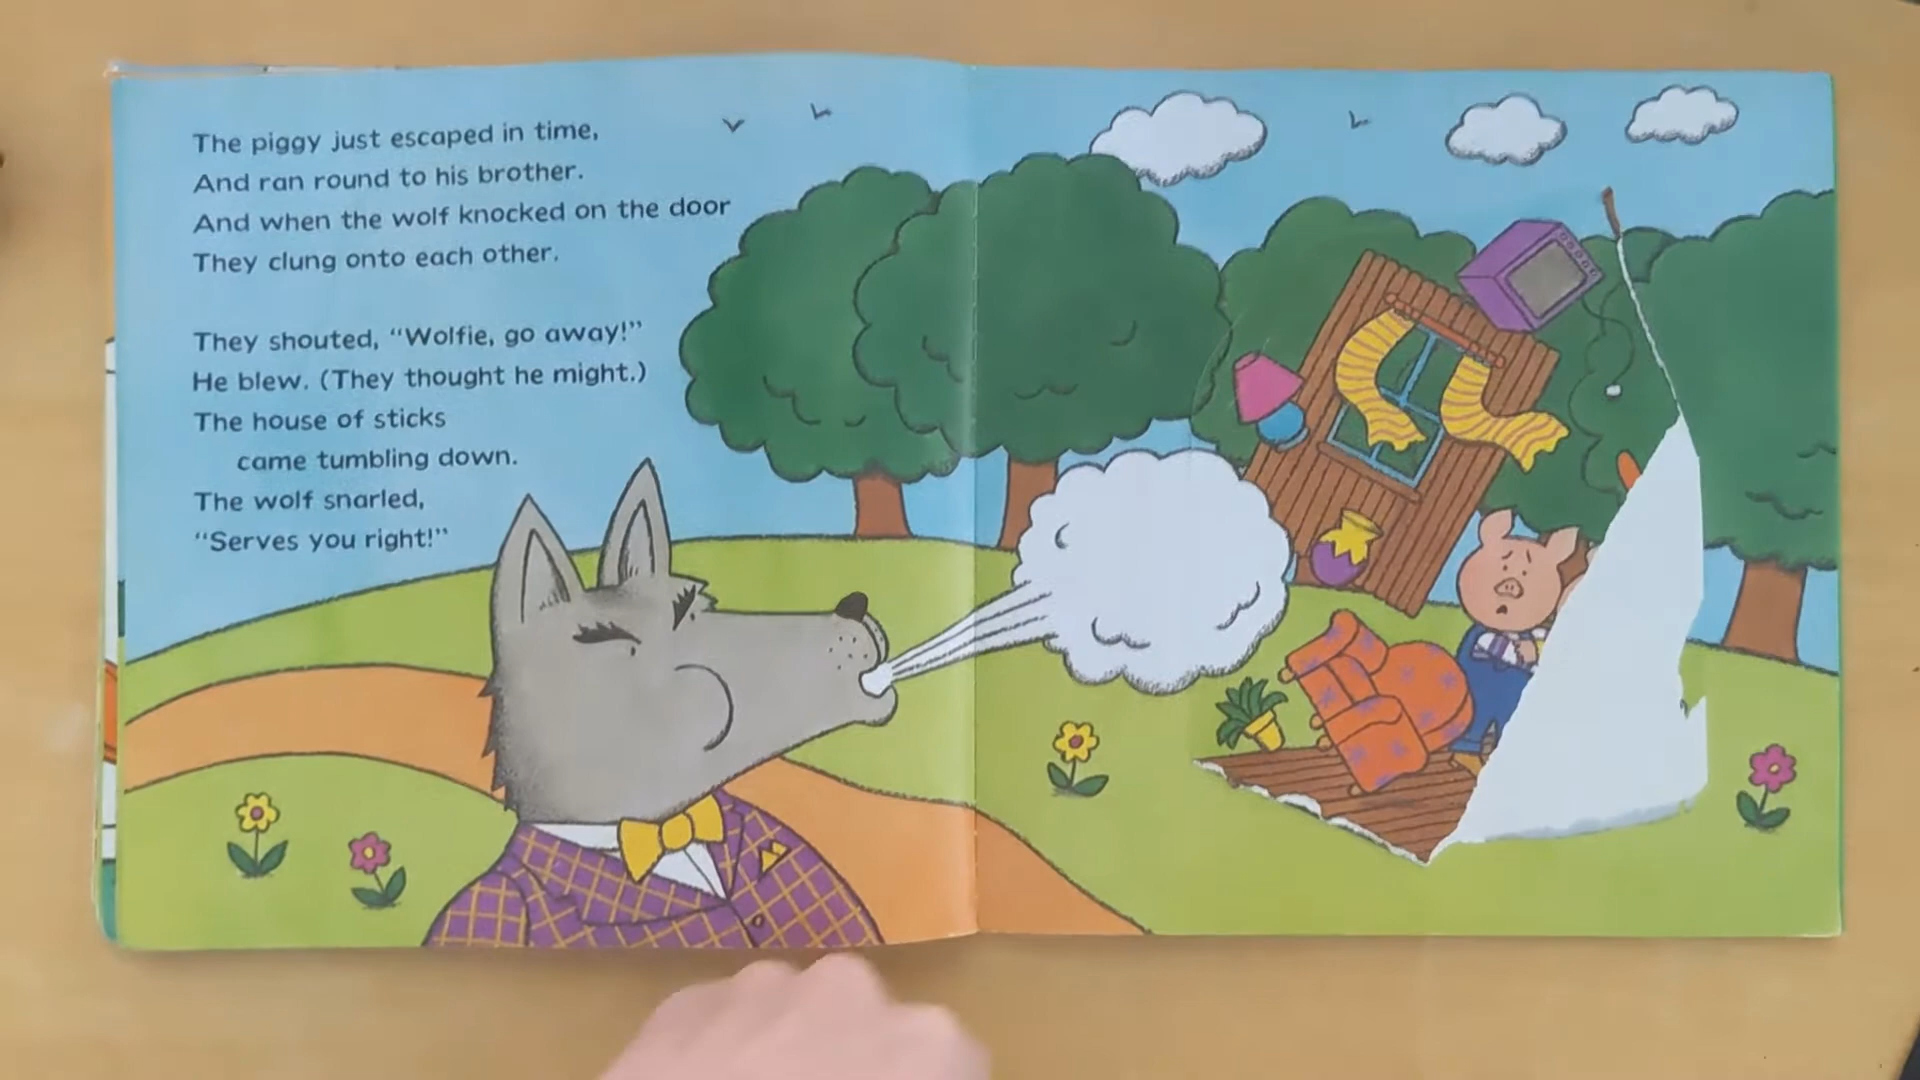 The piggy just escaped in time,
And ran round to his brother.
And when the wolf knocked on the door
They clung onto each other.
They shouted, “Wolfie, go away!”
He blew. (They thought he might.)
The house of sticks
came tumbling down.
The wolf snarled,
“Serves you right!”